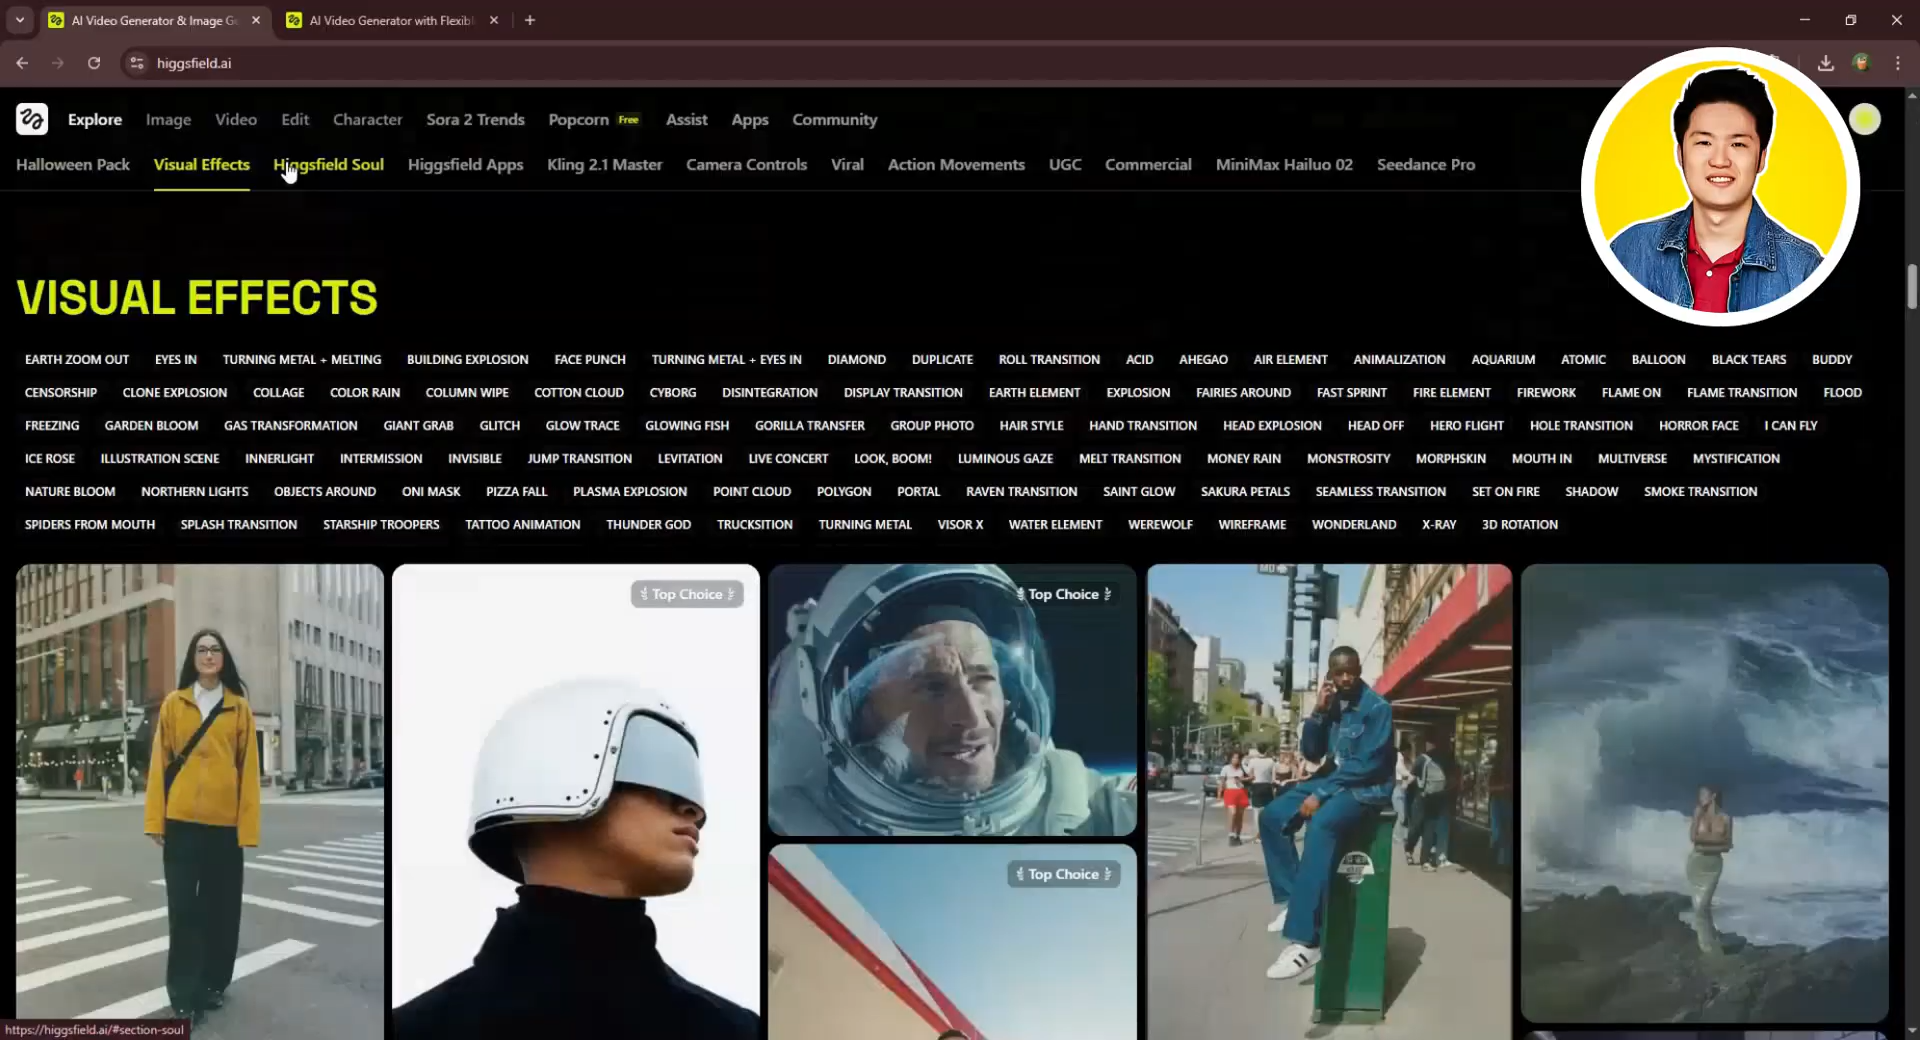 AI Video Generator & Image G
AI Video Generator with Flexib
higgsfield.ai
Explore Image Video Edit Character Sora 2 Trends Popcorn Free Assist Apps Community
Halloween Pack Visual Effects Higgsfield Soul Higgsfield Apps Kling 2.1 Master Camera Controls Viral Action Movements UGC Commercial MiniMax Hailuo 02 Seedance Pro
VISUAL EFFECTS
EARTH ZOOM OUT EYES IN TURNING METAL + MELTING BUILDING EXPLOSION FACE PUNCH TURNING METAL + EYES IN DIAMOND DUPLICATE ROLL TRANSITION ACID AHEGAO AIR ELEMENT ANIMALIZATION AQUARIUM ATOMIC BALLOON BLACK TEARS BUDDY
CENSORSHIP CLONE EXPLOSION COLLAGE COLOR RAIN COLUMN WIPE COTTON CLOUD CYBORG DISINTEGRATION DISPLAY TRANSITION EARTH ELEMENT EXPLOSION FAIRIES AROUND FAST SPRINT FIRE ELEMENT FIREWORK FLAME ON FLAME TRANSITION FLOOD
FREEZING GARDEN BLOOM GAS TRANSFORMATION GIANT GRAB GLITCH GLOW TRACE GLOWING FISH GORILLA TRANSFER GROUP PHOTO HAIR STYLE HAND TRANSITION HEAD EXPLOSION HEAD OFF HERO FLIGHT HOLE TRANSITION HORROR FACE I CAN FLY
ICE ROSE ILLUSTRATION SCENE INNERLIGHT INTERMISSION INVISIBLE JUMP TRANSITION LEVITATION LIVE CONCERT LOOK, BOOM! LUMINOUS GAZE MELT TRANSITION MONEY RAIN MONSTROSITY MORPHSKIN MOUTH IN MULTIVERSE MYSTIFICATION
NATURE BLOOM NORTHERN LIGHTS OBJECTS AROUND ONI MASK PIZZA FALL PLASMA EXPLOSION POINT CLOUD POLYGON PORTAL RAVEN TRANSITION SAINT GLOW SAKURA PETALS SEAMLESS TRANSITION SET ON FIRE SHADOW SMOKE TRANSITION
SPIDERS FROM MOUTH SPLASH TRANSITION STARSHIP TROOPERS TATTOO ANIMATION THUNDER GOD TRUCKSITION TURNING METAL VISOR X WATER ELEMENT WEREWOLF WIREFRAME WONDERLAND X-RAY 3D ROTATION
Top Choice
Top Choice
Top Choice
https://higgsfield.ai/#section-soul